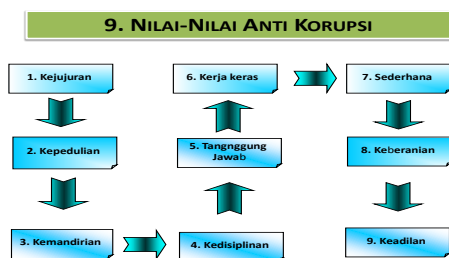 9. NILAI-NILAI ANTI KORUPSI
1. Kejujuran
2. Kepedulian
3. Kemandirian
4. Kedisiplinan
5. Tangnggung
Jawab
6. Kerja keras
7. Sederhana
8. Keberanian
9. Keadilan